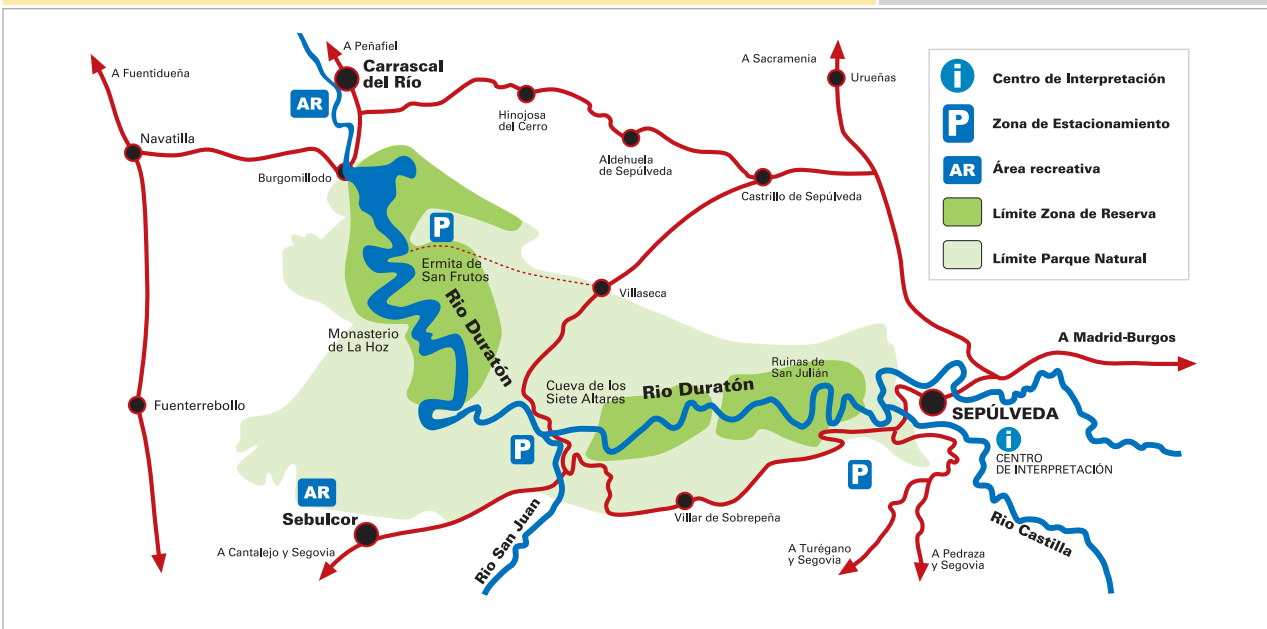 A Peñafiel
Carrascal
del Río
A Fuentidueña
AR
Hinojosa
del Cerro
A Sacramenia
Urueñas
Navatilla
Aldehuela
de Sepúlveda
Burgomillodo
Castrillo de Sepúlveda
i
Centro de Interpretación
P
Zona de Estacionamiento
AR
Área recreativa
Límite Zona de Reserva
Límite Parque Natural
P
Ermita de
San Frutos
Villaseca
Rio Duratón
Monasterio
de La Hoz
A Madrid-Burgos
Ruinas de
San Julián
Cueva de los
Siete Altares
Rio Duratón
Fuenterrebollo
SEPÚLVEDA
i
CENTRO
DE INTERPRETACIÓN
P
P
AR
Sebulcor
Villar de Sobrepeña
Rio San Juan
Rio Castilla
A Cantalejo y Segovia
A Turégano
y Segovia
A Pedraza
y Segovia